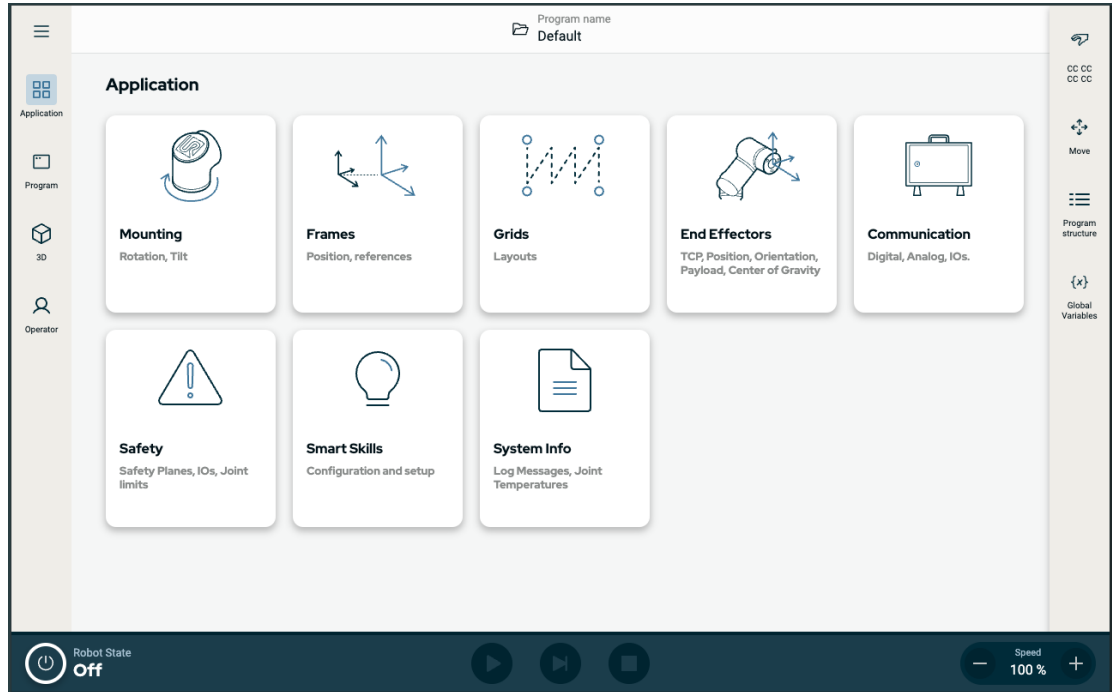 Program name
Default
Application
Program
3D
Operator
Application
Mounting
Rotation, Tilt
Frames
Position, references
Grids
Layouts
End Effectors
TCP, Position, Orientation,
Payload, Center of Gravity
Communication
Digital, Analog, IOs.
Safety
Safety Planes, IOs, Joint
limits
Smart Skills
Configuration and setup
System Info
Log Messages, Joint
Temperatures
CC CC
CC CC
Move
Program
structure
{x}
Global
Variables
Robot State
Off
Speed
100 %